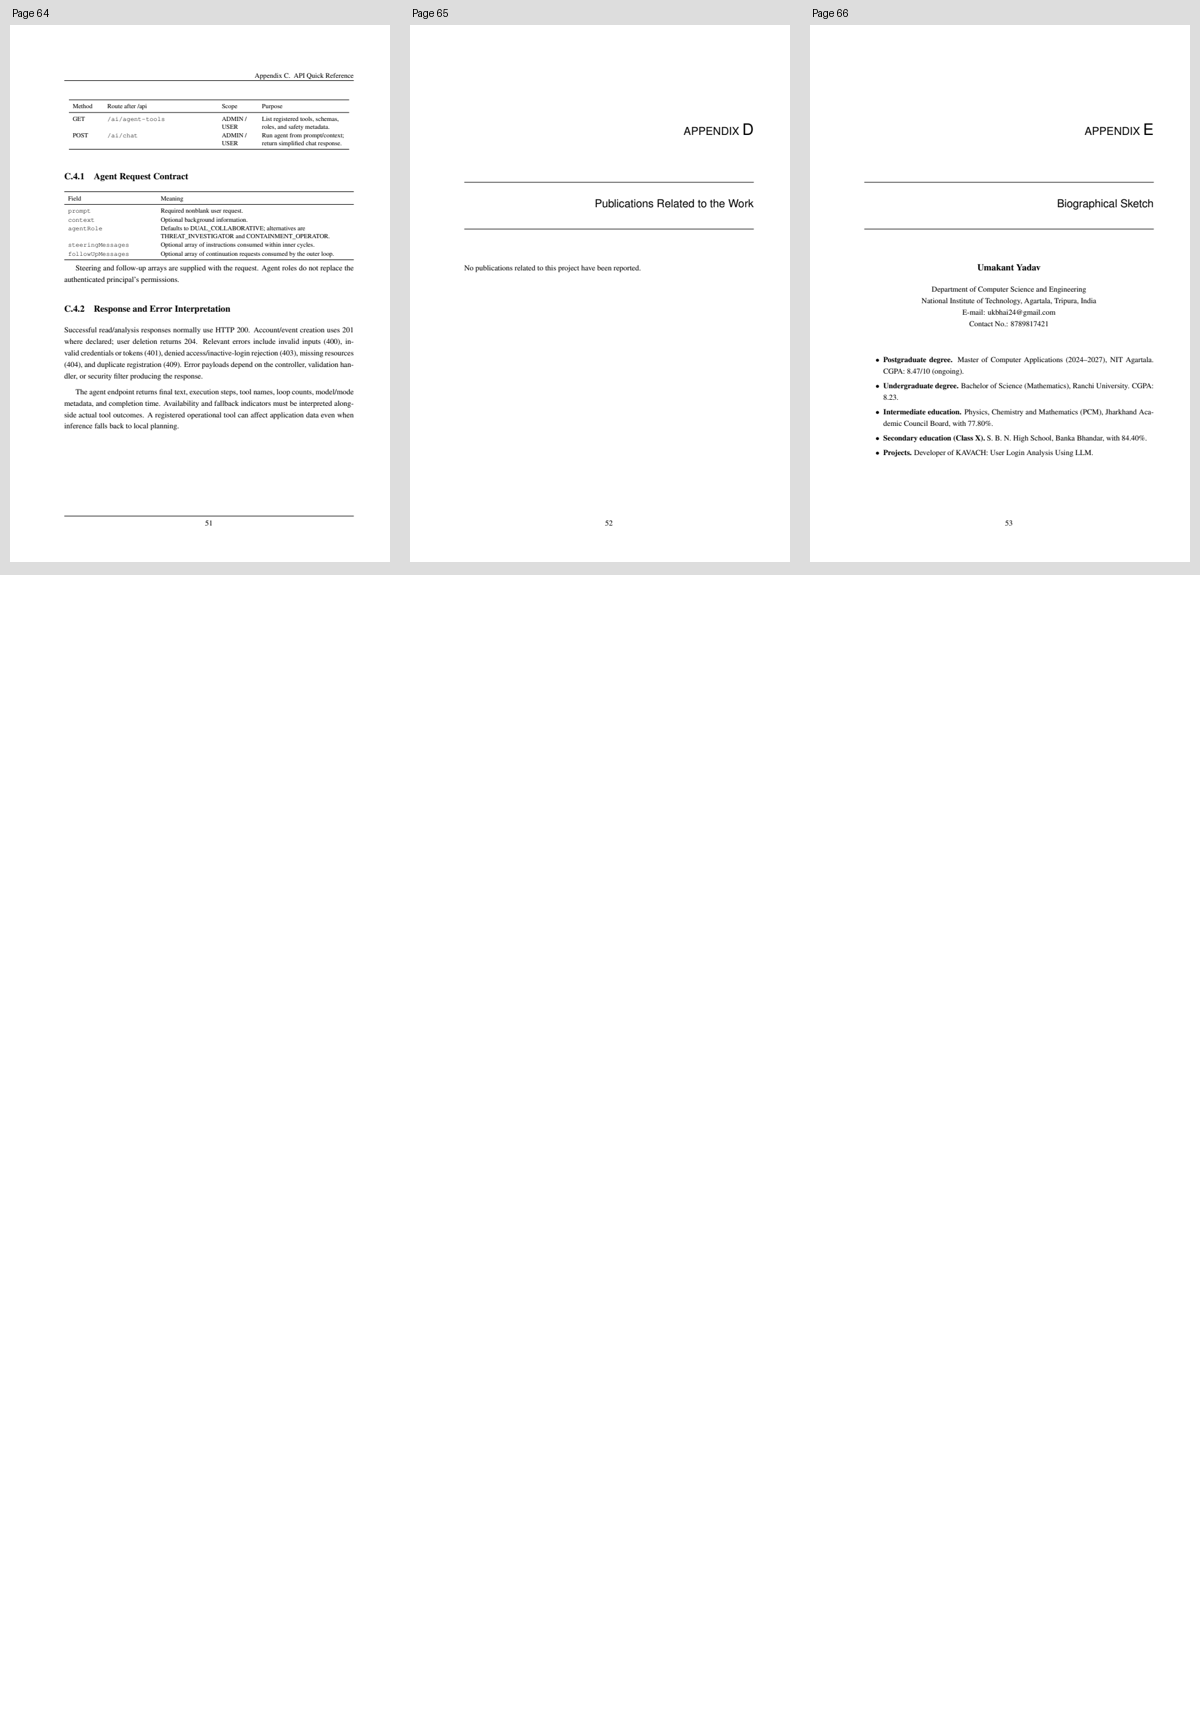 Page 64
Appendix C. API Quick Reference
Method Route after /api Scope Purpose
GET /ai/agent-tools ADMIN / List registered tools, schemas,
USER roles, and safety metadata.
POST /ai/chat ADMIN / Run agent from prompt/context;
USER return simplified chat response.
C.4.1 Agent Request Contract
Field Meaning
prompt Required nonblank user request.
context Optional background information.
agentRole Defaults to DUAL_COLLABORATIVE; alternatives are
THREAT_INVESTIGATOR and CONTAINMENT_OPERATOR.
steeringMessages Optional array of instructions consumed within inner cycles.
followUpMessages Optional array of continuation requests consumed by the outer loop.
Steering and follow-up arrays are supplied with the request. Agent roles do not replace the
authenticated principal's permissions.
C.4.2 Response and Error Interpretation
Successful read/analysis responses normally use HTTP 200. Account/event creation uses 201
where declared; user deletion returns 204. Relevant errors include invalid inputs (400), in-
valid credentials or tokens (401), denied access/inactive-login rejection (403), missing resources
(404), and duplicate registration (409). Error payloads depend on the controller, validation han-
dler, or security filter producing the response.
The agent endpoint returns final text, execution steps, tool names, loop counts, model/mode
metadata, and completion time. Availability and fallback indicators must be interpreted along-
side actual tool outcomes. A registered operational tool can affect application data even when
inference falls back to local planning.
51
Page 65
APPENDIX D
Publications Related to the Work
No publications related to this project have been reported.
52
Page 66
APPENDIX E
Biographical Sketch
Umakant Yadav
Department of Computer Science and Engineering
National Institute of Technology, Agartala, Tripura, India
E-mail: ukbhai24@gmail.com
Contact No.: 8789817421
• Postgraduate degree. Master of Computer Applications (2024–2027), NIT Agartala.
CGPA: 8.47/10 (ongoing).
• Undergraduate degree. Bachelor of Science (Mathematics), Ranchi University. CGPA:
8.23.
• Intermediate education. Physics, Chemistry and Mathematics (PCM), Jharkhand Aca-
demic Council Board, with 77.80%.
• Secondary education (Class X). S. B. N. High School, Banka Bhandar, with 84.40%.
• Projects. Developer of KAVACH: User Login Analysis Using LLM.
53